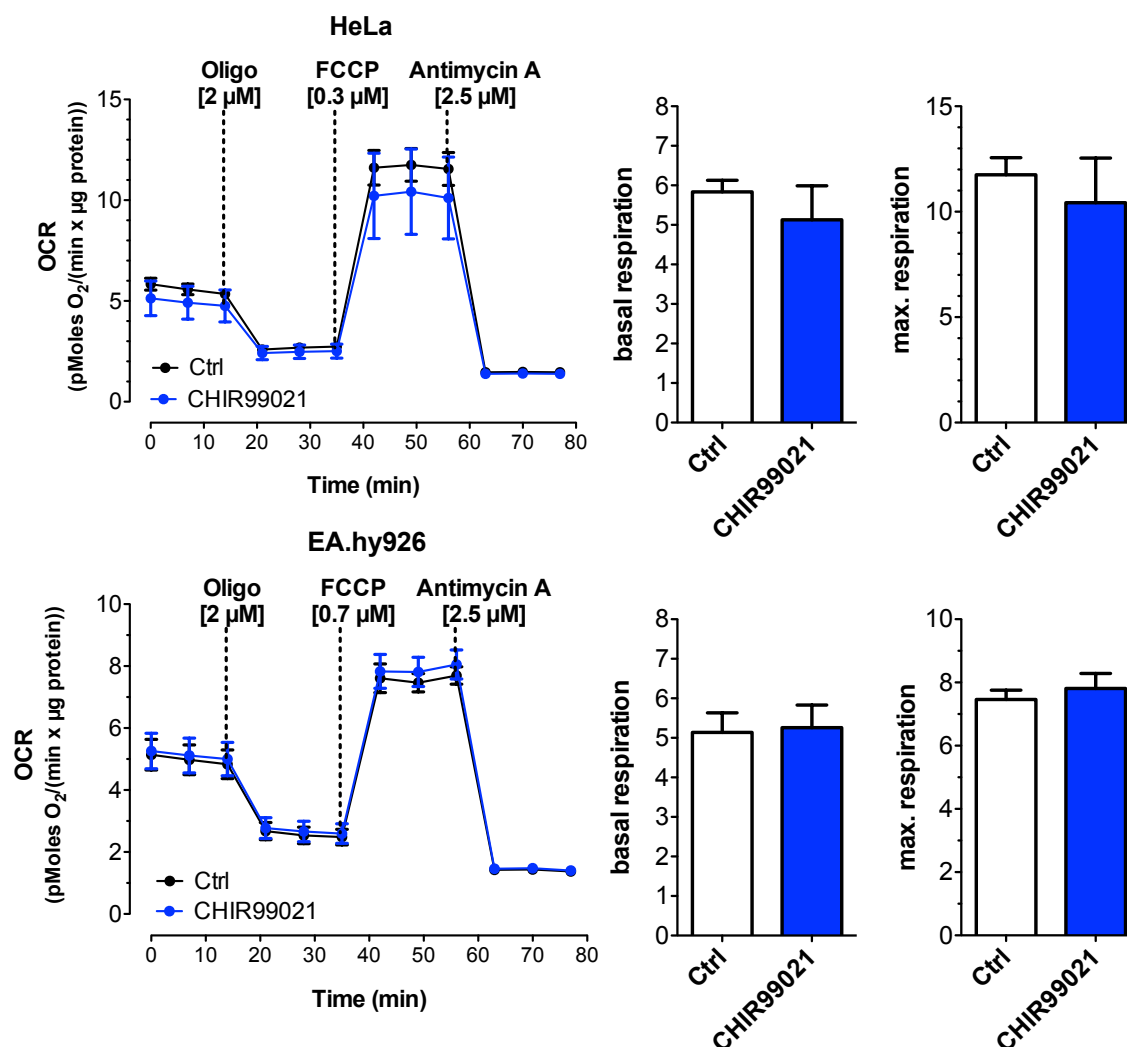 HeLa
Oligo
[2 µM]
FCCP
[0.3 µM]
Antimycin A
[2.5 µM]
OCR
(pMoles O₂/(min x µg protein))
15
10
5
0
Ctrl
CHIR99021
0 10 20 30 40 50 60 70 80
Time (min)
basal respiration
8
7
6
5
4
3
2
1
0
Ctrl
CHIR99021
max. respiration
15
10
5
0
Ctrl
CHIR99021
EA.hy926
Oligo
[2 µM]
FCCP
[0.7 µM]
Antimycin A
[2.5 µM]
OCR
(pMoles O₂/(min x µg protein))
10
8
6
4
2
0
Ctrl
CHIR99021
0 10 20 30 40 50 60 70 80
Time (min)
basal respiration
8
7
6
5
4
3
2
1
0
Ctrl
CHIR99021
max. respiration
10
8
6
4
2
0
Ctrl
CHIR99021